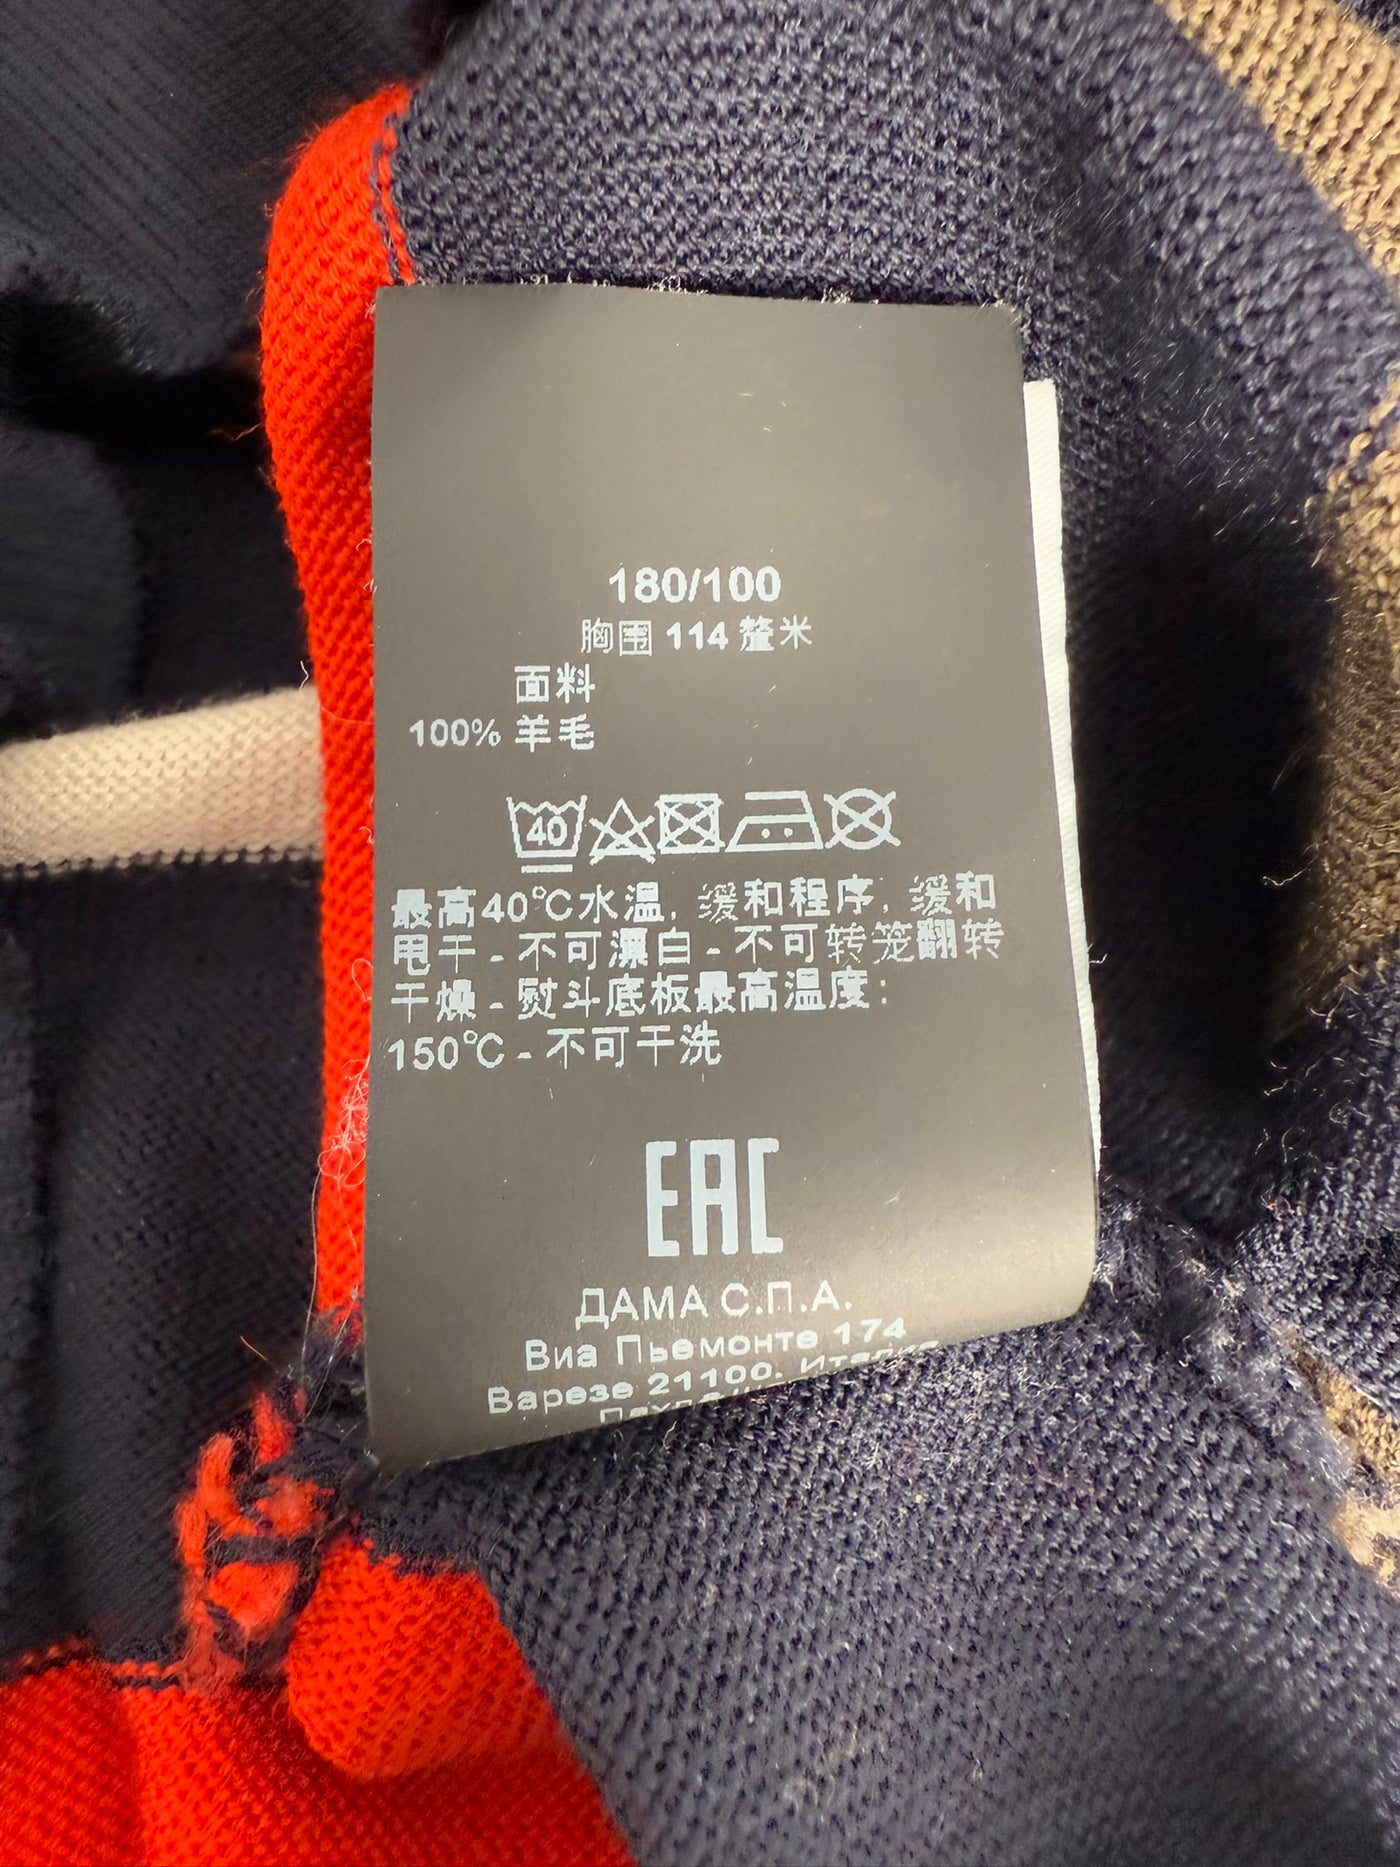 180/100
胸围 114 釐米
面料
100% 羊毛
40
最高40°C水温, 缓和程序, 缓和
甩干 - 不可漂白 - 不可转笼翻转
干燥 - 熨斗底板最高温度:
150°C - 不可干洗
EAC
ДАМА С.П.А.
Виа Пьемонте 174
Варезе 21100, Италия